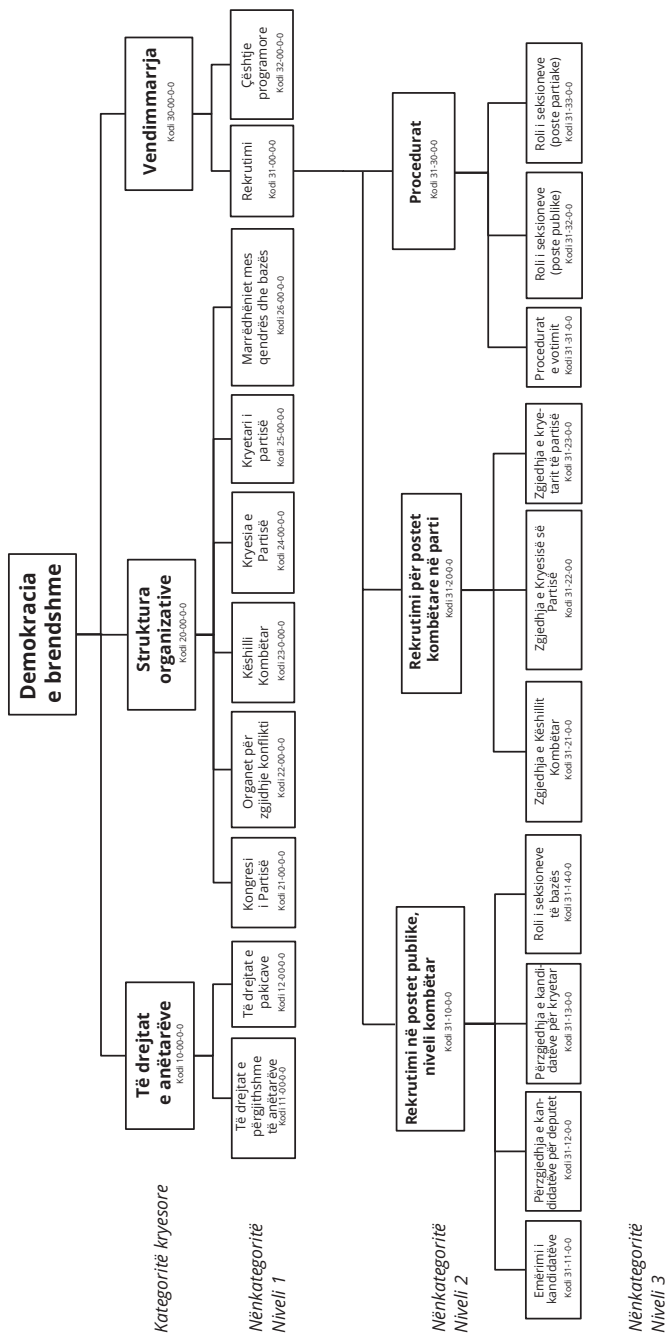 Demokracia
e brendshme
Kategoritë kryesore
Të drejtat
e anëtarëve
Kodi 10-00-0-0
Struktura
organizative
Kodi 20-00-0-0
Vendimmarrja
Kodi 30-00-0-0
Nënkategoritë
Niveli 1
Të drejtat e
përgjithshme
të anëtarëve
Kodi 11-00-0-0
Të drejtat e
pakicave
Kodi 12-00-0-0
Kongresi
i Partisë
Kodi 21-00-0-0
Organet për
zgjidhje konflikti
Kodi 22-00-0-0
Këshilli
Kombëtar
Kodi 23-0-00-0
Kryesia e
Partisë
Kodi 24-00-0-0
Kryetari i
partisë
Kodi 25-00-0-0
Marrëdhëniet mes
qendrës dhe bazës
Kodi 26-00-0-0
Rekrutimi
Kodi 31-00-0-0
Çështje
programore
Kodi 32-00-0-0
Nënkategoritë
Niveli 2
Rekrutimi në postet publike,
niveli kombëtar
Kodi 31-10-0-0
Rekrutimi për postet
kombëtare në parti
Kodi 31-20-0-0
Procedurat
Kodi 31-30-0-0
Nënkategoritë
Niveli 3
Emërimi i
kandidatëve
Kodi 31-11-0-0
Përzgjedhja e kan-
didatëve për deputet
Kodi 31-12-0-0
Përzgjedhja e kandi-
datëve për kryetar
Kodi 31-13-0-0
Roli i seksioneve
të bazës
Kodi 31-14-0-0
Zgjedhja e Këshillit
Kombëtar
Kodi 31-21-0-0
Zgjedhja e Kryesisë së
Partisë
Kodi 31-22-0-0
Zgjedhja e krye-
tarit të partisë
Kodi 31-23-0-0
Procedurat
e votimit
Kodi 31-31-0-0
Roli i seksioneve
(poste publike)
Kodi 31-32-0-0
Roli i seksioneve
(poste partiake)
Kodi 31-33-0-0